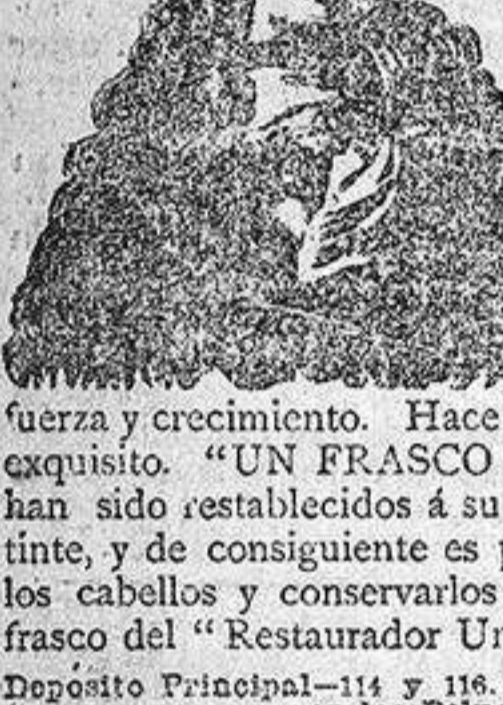 fuerza y crecimiento. Hace
exquisito. “UN FRASCO
han sido restablecidos á su
tinte, y de consiguiente es
los cabellos y conservarlos
frasco del “Restaurador
Depósito Principal—114 y 116.